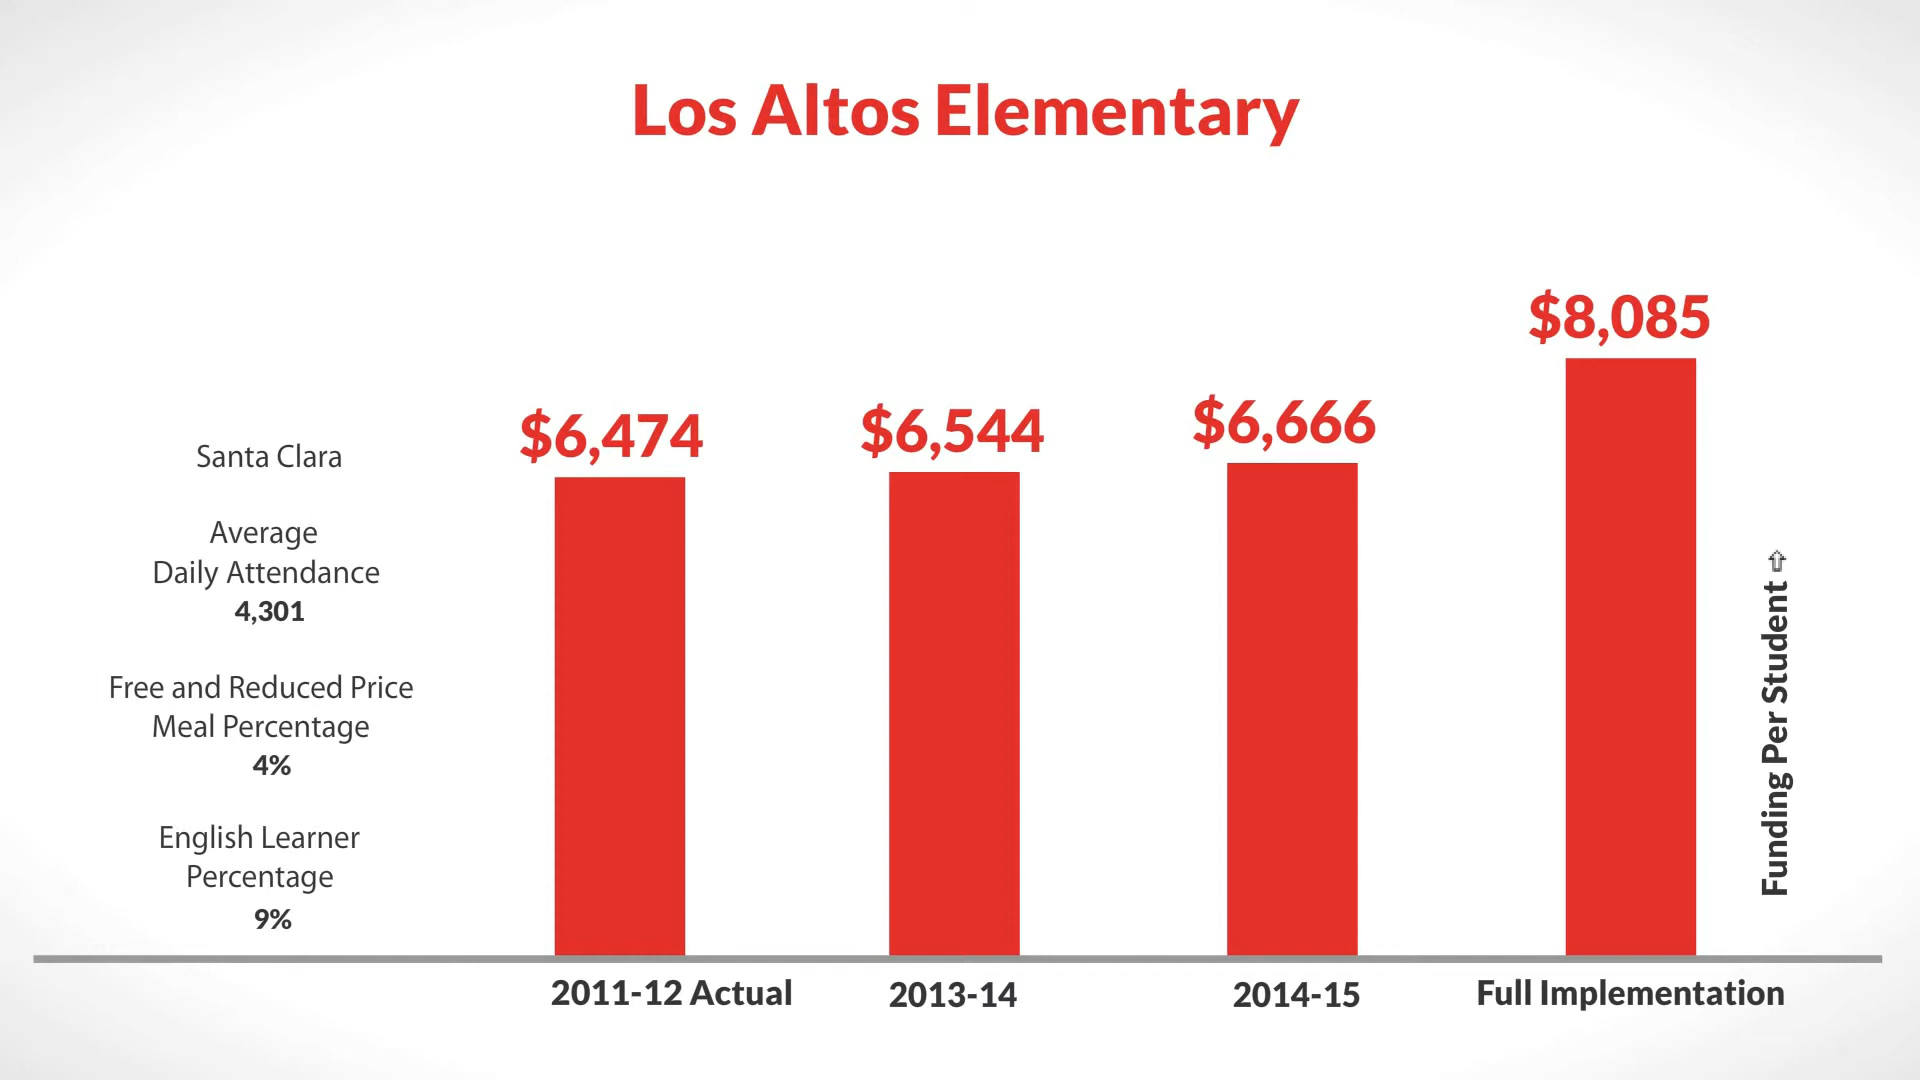 Los Altos Elementary
Santa Clara
Average
Daily Attendance
4,301
Free and Reduced Price
Meal Percentage
4%
English Learner
Percentage
9%
$6,474
$6,544
$6,666
$8,085
2011-12 Actual
2013-14
2014-15
Full Implementation
Funding Per Student ⇧